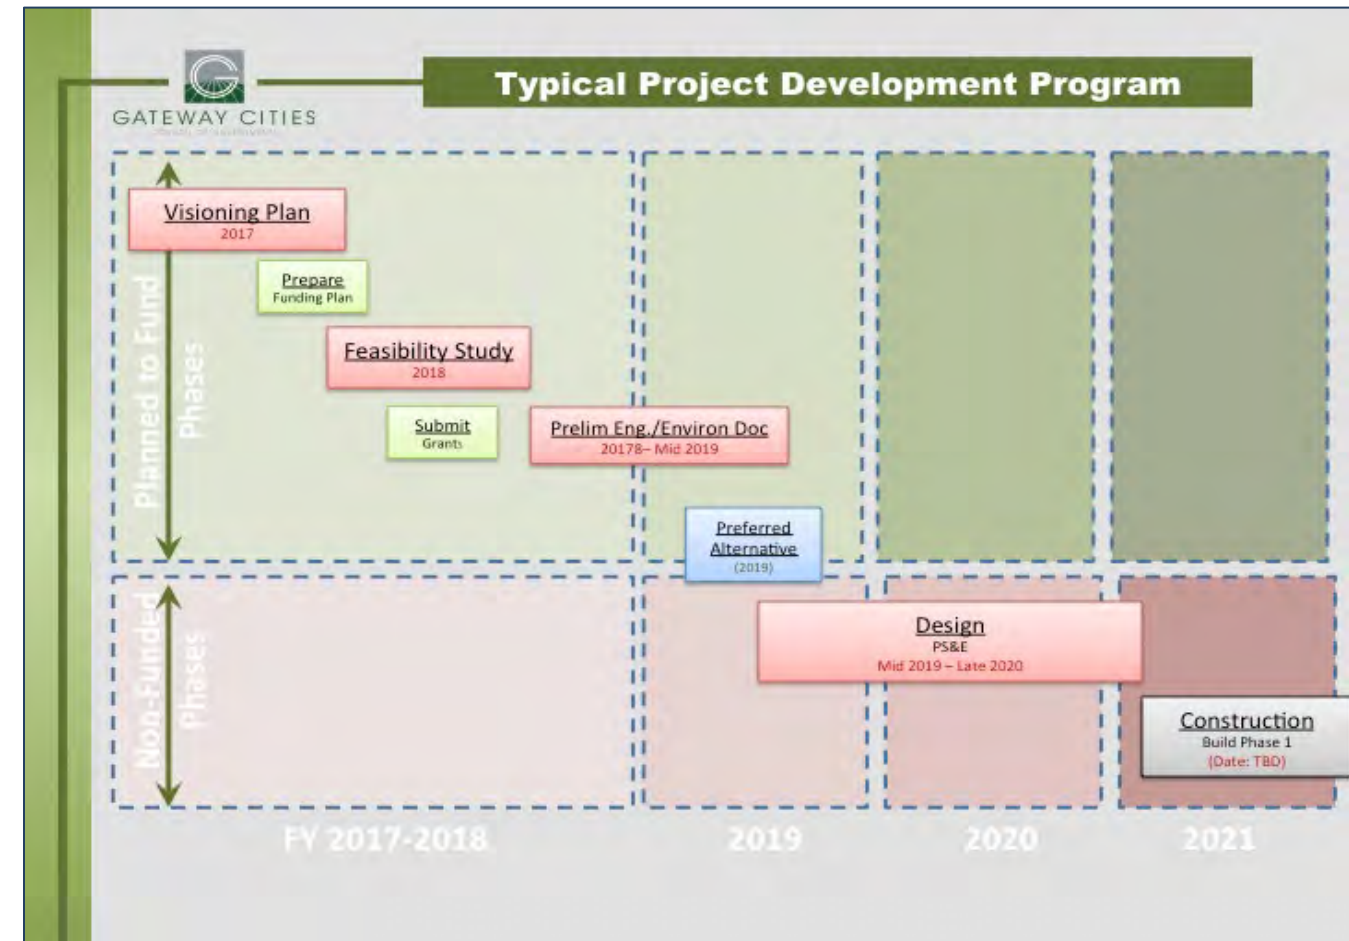 Typical Project Development Program
GATEWAY CITIES
Visioning Plan
2017
Prepare
Funding Plan
Feasibility Study
2018
Submit
Grants
Prelim Eng./Environ Doc
20178– Mid 2019
Planned to Fund
Phases
Preferred
Alternative
(2019)
Design
PS&E
Mid 2019 – Late 2020
Construction
Build Phase 1
(Date: TBD)
Non-Funded
Phases
FY 2017-2018
2019
2020
2021